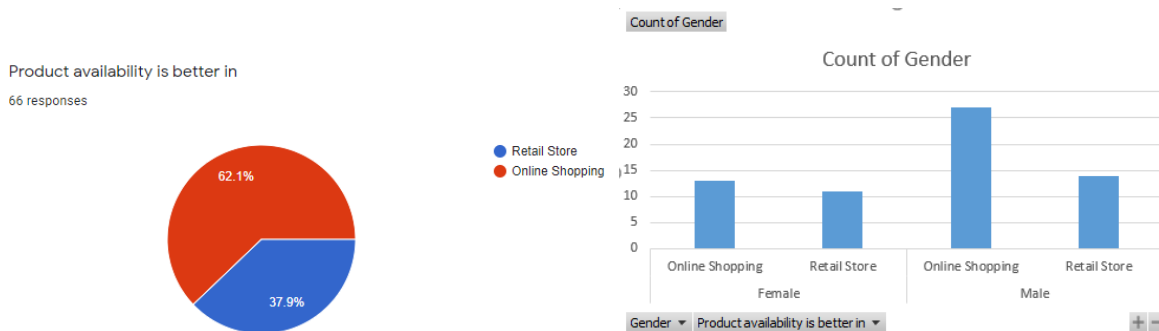 Product availability is better in
66 responses
Retail Store
Online Shopping
62.1%
37.9%
Count of Gender
Count of Gender
30
25
20
15
10
5
0
Online Shopping
Retail Store
Online Shopping
Retail Store
Female
Male
Gender
Product availability is better in